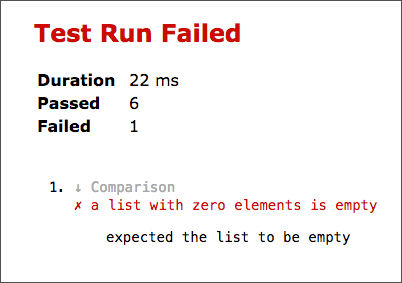 Test Run Failed
Duration 22 ms
Passed 6
Failed 1
1. ↓ Comparison
✗ a list with zero elements is empty
expected the list to be empty